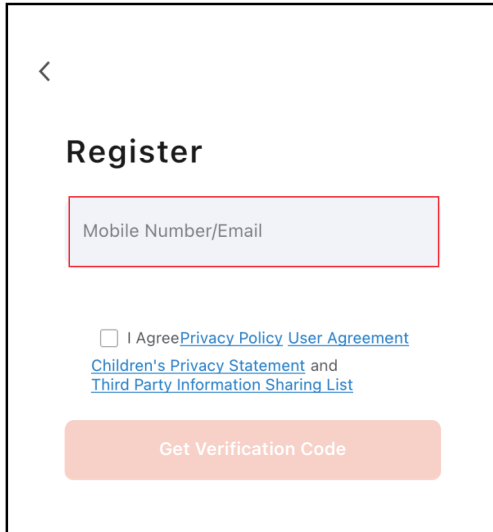 Register
Mobile Number/Email
I AgreePrivacy Policy User Agreement
Children's Privacy Statement and
Third Party Information Sharing List
Get Verification Code